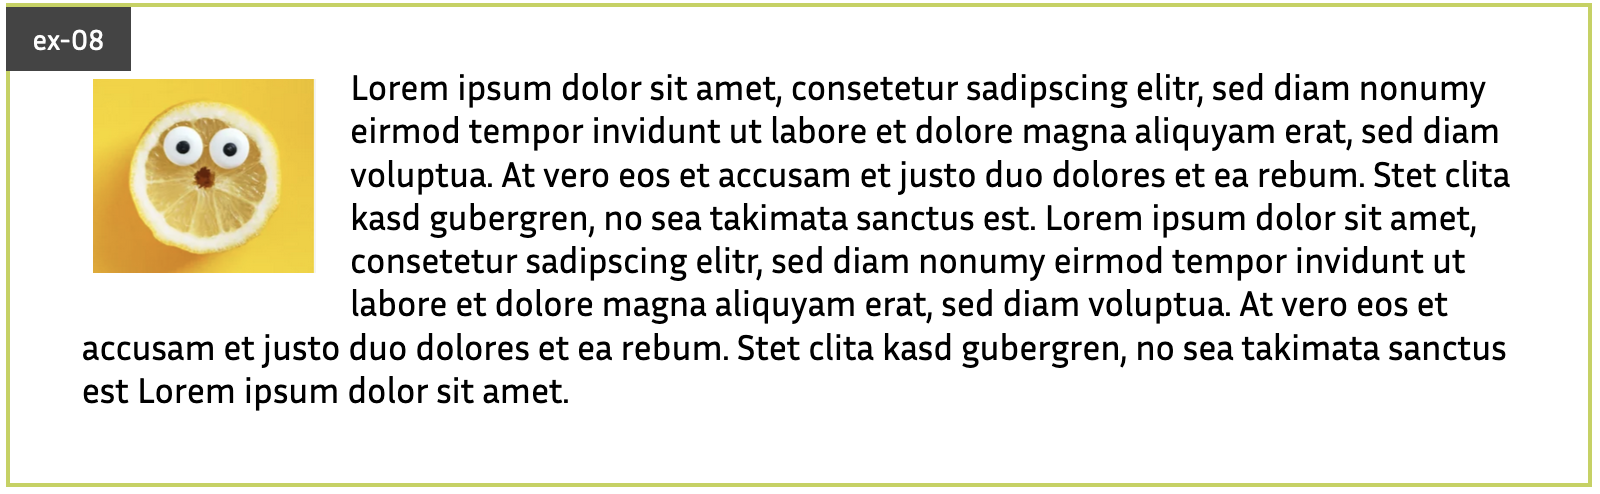 ex-08
Lorem ipsum dolor sit amet, consetetur sadipscing elitr, sed diam nonumy
eirmod tempor invidunt ut labore et dolore magna aliquyam erat, sed diam
voluptua. At vero eos et accusam et justo duo dolores et ea rebum. Stet clita
kasd gubergren, no sea takimata sanctus est. Lorem ipsum dolor sit amet,
consetetur sadipscing elitr, sed diam nonumy eirmod tempor invidunt ut
labore et dolore magna aliquyam erat, sed diam voluptua. At vero eos et
accusam et justo duo dolores et ea rebum. Stet clita kasd gubergren, no sea takimata sanctus
est Lorem ipsum dolor sit amet.